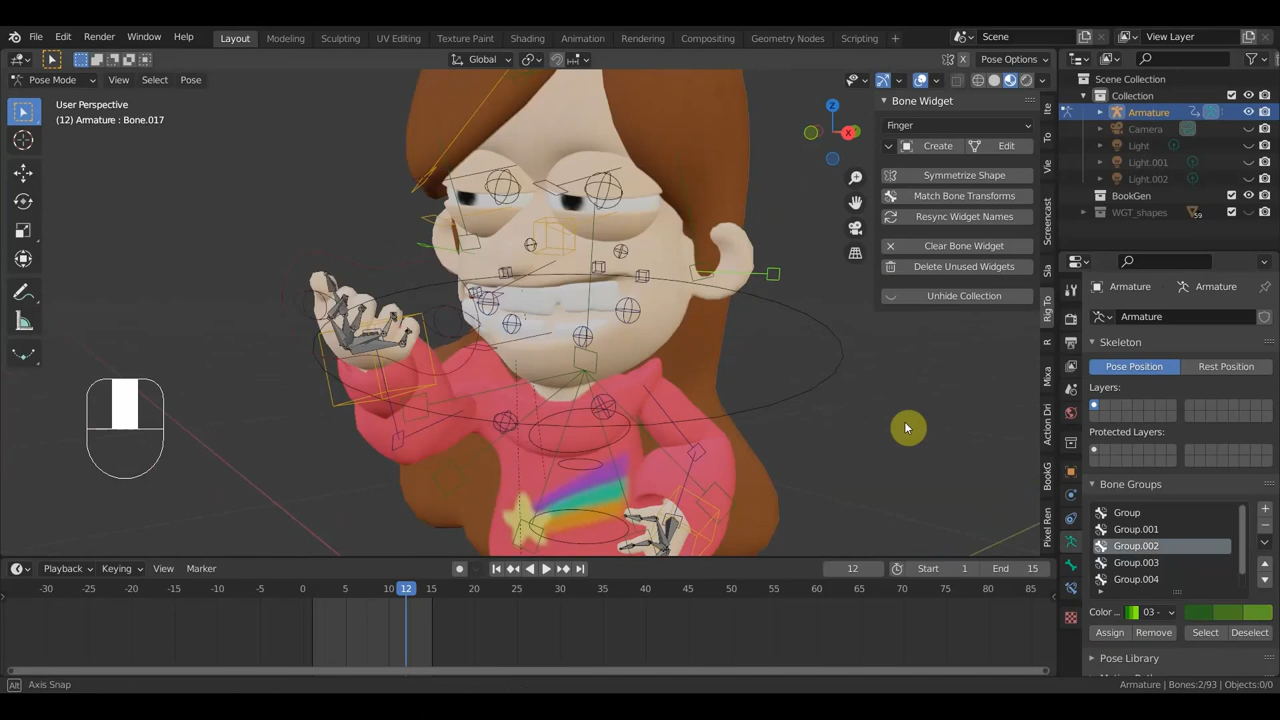 File Edit Render Window Help Layout Modeling Sculpting UV Editing Texture Paint Shading Animation Rendering Compositing Geometry Nodes Scripting + Scene View Layer
Global X Pose Options
Pose Mode View Select Pose
User Perspective
(12) Armature : Bone.017
Z
X
Bone Widget
Finger
Create Edit
Symmetrize Shape
Match Bone Transforms
Resync Widget Names
Clear Bone Widget
Delete Unused Widgets
Unhide Collection
Ite
To
Vie
Screencast
Sla
Rig To
R
Mixa
Action Dri
BookG
Pixel Ren
Scene Collection
Collection
Armature
Camera
Light
Light.001
Light.002
BookGen
WGT_shapes 59
Armature Armature
Armature
Skeleton
Pose Position Rest Position
Layers:
Protected Layers:
Bone Groups
Group
Group.001
Group.002
Group.003
Group.004
Color ... 03 -
Assign Remove Select Deselect
Pose Library
Playback Keying View Marker 12 Start 1 End 15
-30 -25 -20 -15 -10 -5 0 5 10 12 15 20 25 30 35 40 45 50 55 60 65 70 75 80 85
Alt Axis Snap Armature | Bones:2/93 | Objects:0/0